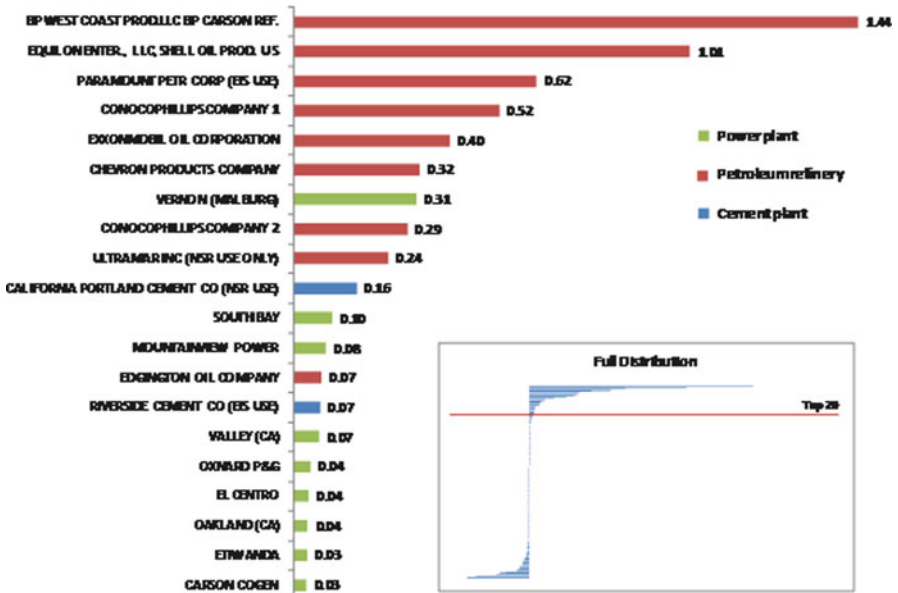 BP WEST COAST PROD.LLC BP CARSON REF. 1.44
EQUILON ENTER., LLC, SHELL OIL PROD. US 1.01
PARAMOUNT PETR CORP (EIS USE) 0.62
CONOCOPHILLIPS COMPANY 1 0.52
EXXONMOBIL OIL CORPORATION 0.40
CHEVRON PRODUCTS COMPANY 0.32
VERNON (MALBURG) 0.31
CONOCOPHILLIPS COMPANY 2 0.29
ULTRAMAR INC (NSR USE ONLY) 0.24
CALIFORNIA PORTLAND CEMENT CO (NSR USE) 0.16
SOUTH BAY 0.10
MOUNTAINVIEW POWER 0.08
EDGINGTON OIL COMPANY 0.07
RIVERSIDE CEMENT CO (EIS USE) 0.07
VALLEY (CA) 0.07
OXNARD P&G 0.04
EL CENTRO 0.04
OAKLAND (CA) 0.04
ETIWANDA 0.03
CARSON COGEN 0.03
Power plant
Petroleum refinery
Cement plant
Full Distribution
Top 20